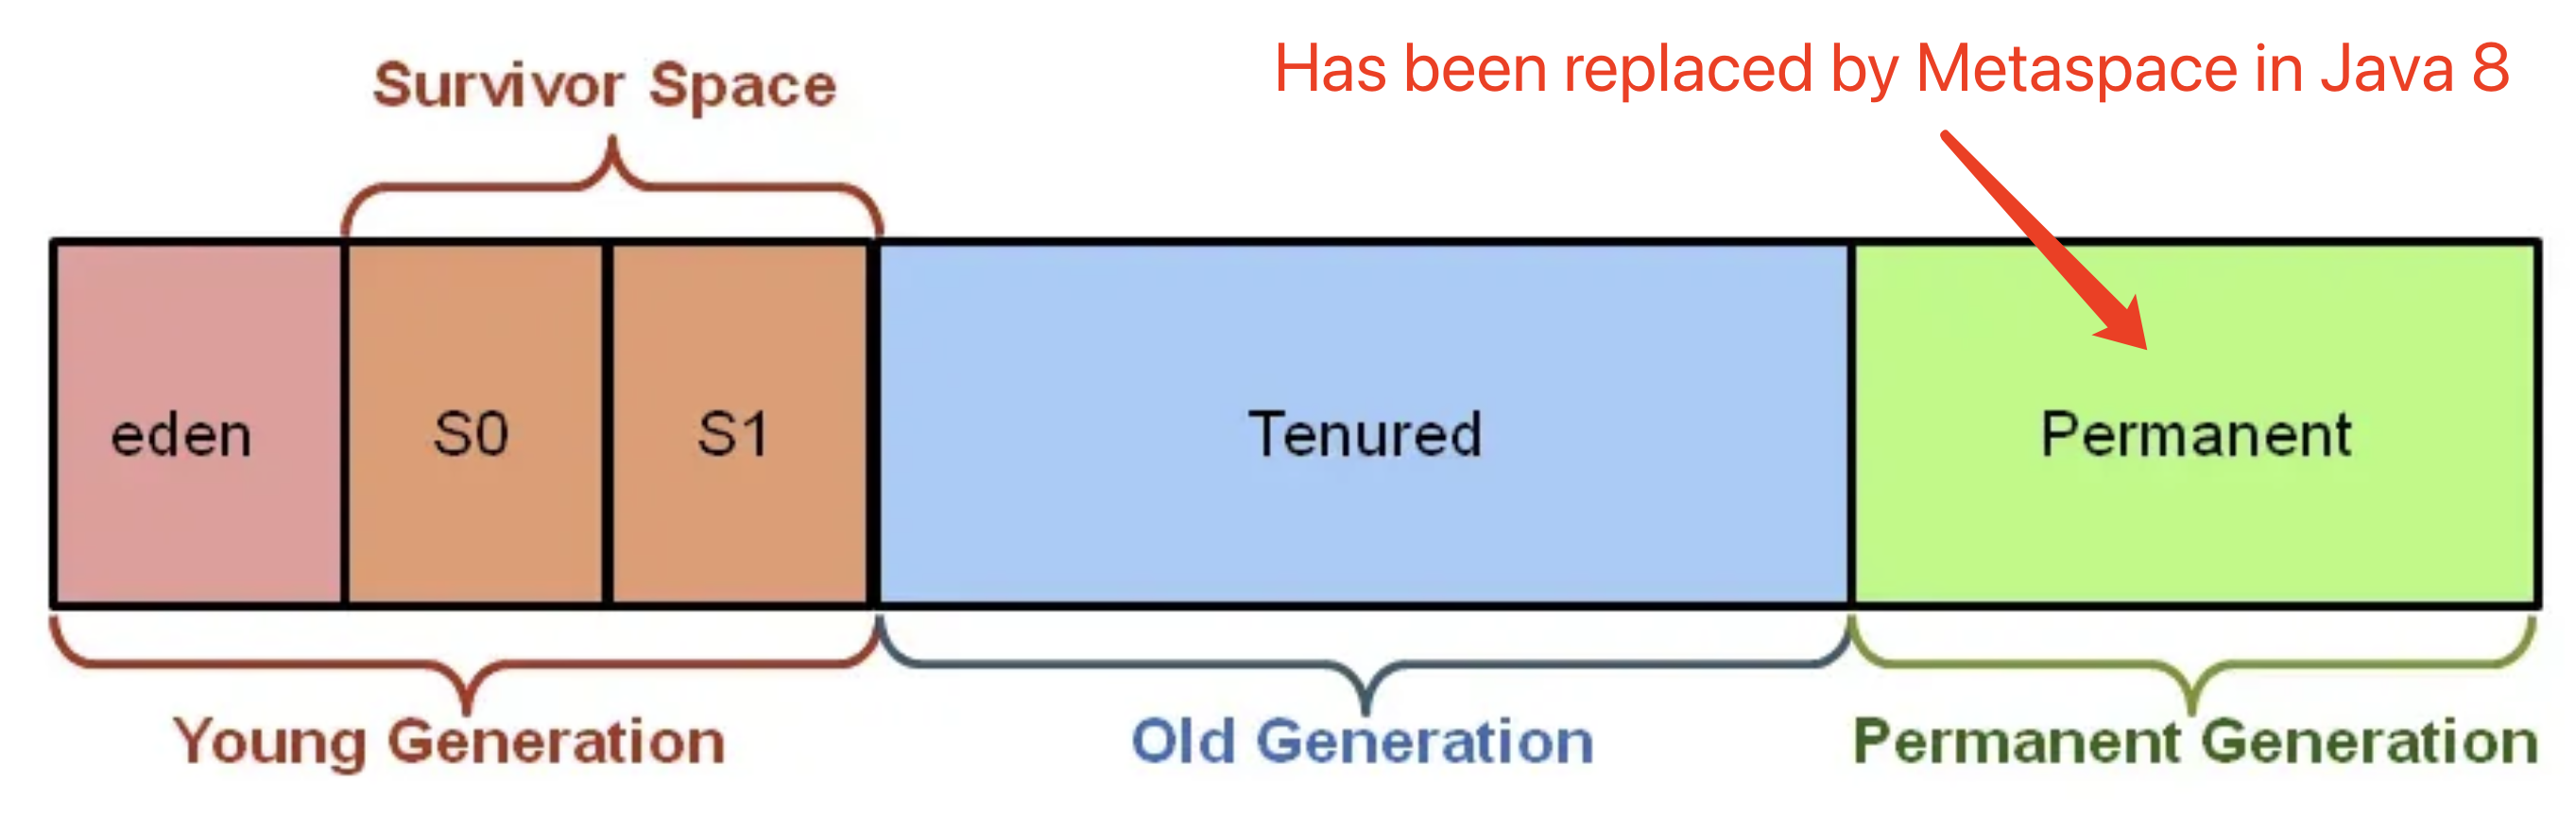 Has been replaced by Metaspace in Java 8
Survivor Space
eden
S0
S1
Tenured
Permanent
Young Generation
Old Generation
Permanent Generation